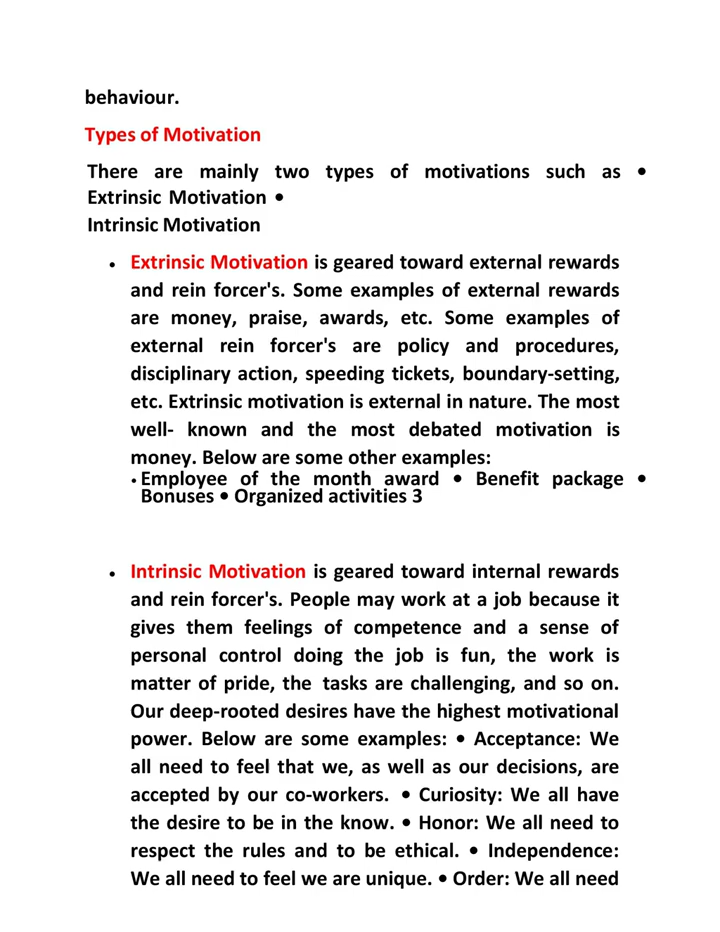 behaviour.
Types of Motivation
There are mainly two types of motivations such as •
Extrinsic Motivation •
Intrinsic Motivation
• Extrinsic Motivation is geared toward external rewards
and rein forcer's. Some examples of external rewards
are money, praise, awards, etc. Some examples of
external rein forcer's are policy and procedures,
disciplinary action, speeding tickets, boundary-setting,
etc. Extrinsic motivation is external in nature. The most
well- known and the most debated motivation is
money. Below are some other examples:
• Employee of the month award • Benefit package •
Bonuses • Organized activities 3
• Intrinsic Motivation is geared toward internal rewards
and rein forcer's. People may work at a job because it
gives them feelings of competence and a sense of
personal control doing the job is fun, the work is
matter of pride, the tasks are challenging, and so on.
Our deep-rooted desires have the highest motivational
power. Below are some examples: • Acceptance: We
all need to feel that we, as well as our decisions, are
accepted by our co-workers. • Curiosity: We all have
the desire to be in the know. • Honor: We all need to
respect the rules and to be ethical. • Independence:
We all need to feel we are unique. • Order: We all need